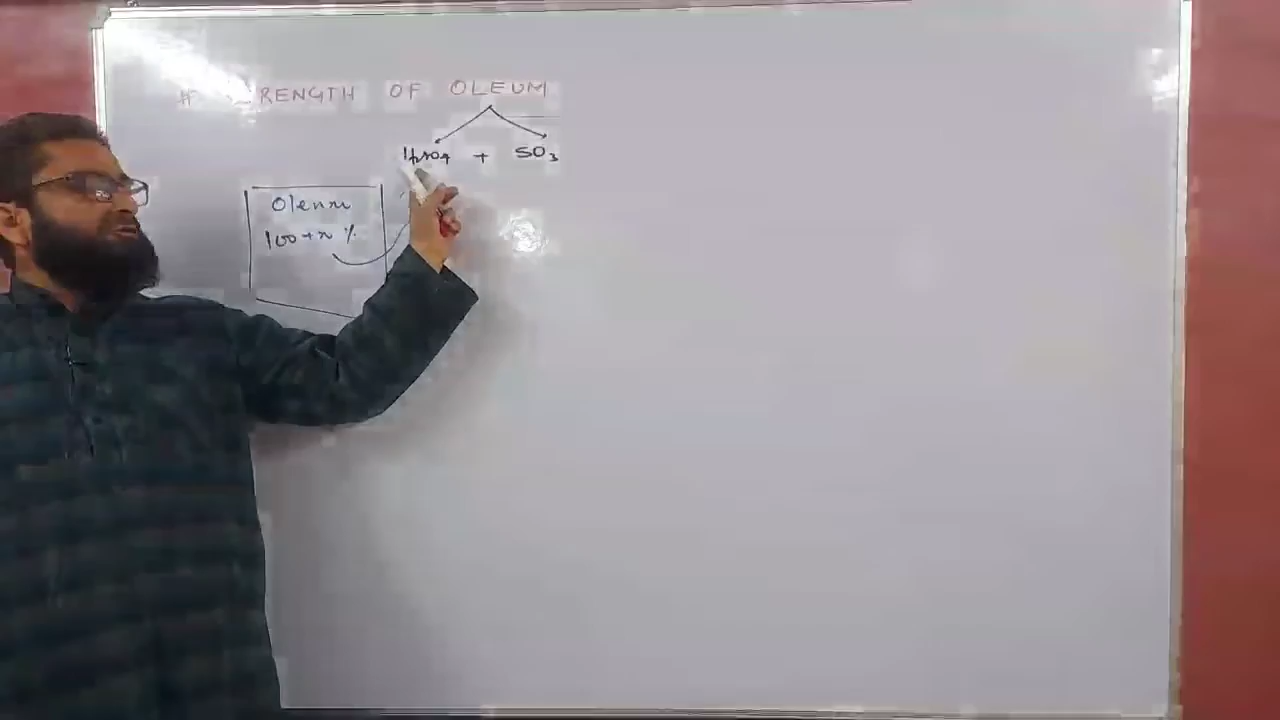 # STRENGTH OF OLEUM
H₂SO₄ + SO₃
Oleum
100 + x %